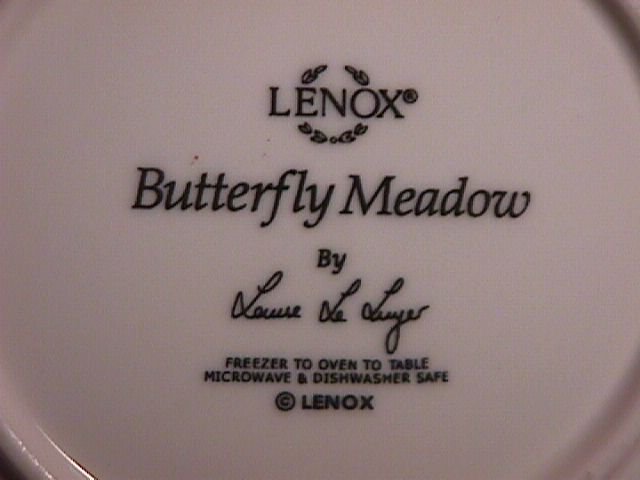 LENOX®
Butterfly Meadow
By
Louise Le Luyer
FREEZER TO OVEN TO TABLE
MICROWAVE & DISHWASHER SAFE
© LENOX